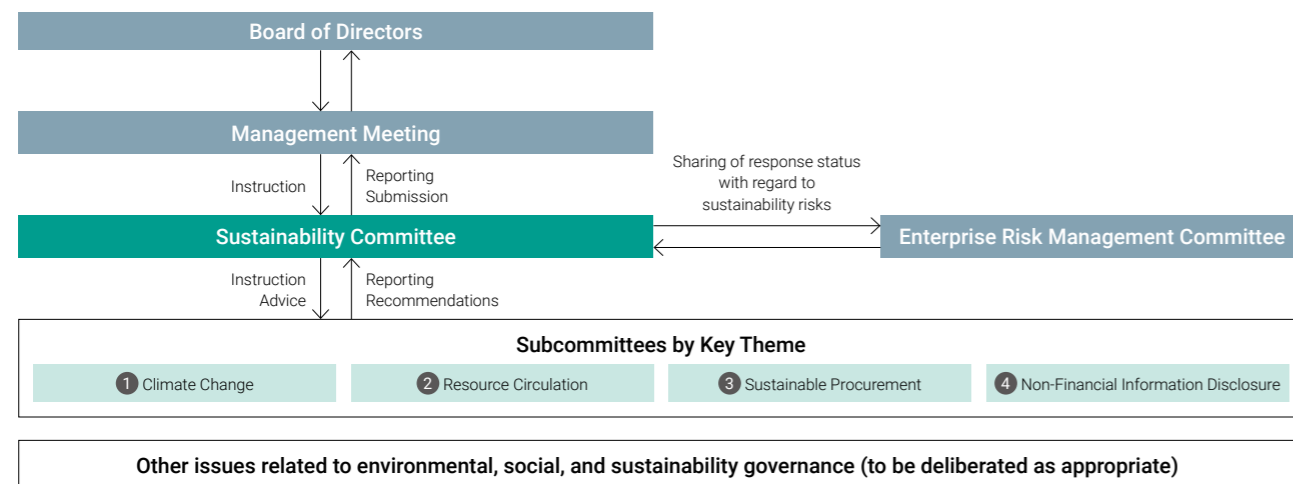 Board of Directors
Management Meeting
Instruction
Reporting
Submission
Sharing of response status
with regard to
sustainability risks
Sustainability Committee
Enterprise Risk Management Committee
Instruction
Advice
Reporting
Recommendations
Subcommittees by Key Theme
1 Climate Change
2 Resource Circulation
3 Sustainable Procurement
4 Non-Financial Information Disclosure
Other issues related to environmental, social, and sustainability governance (to be deliberated as appropriate)